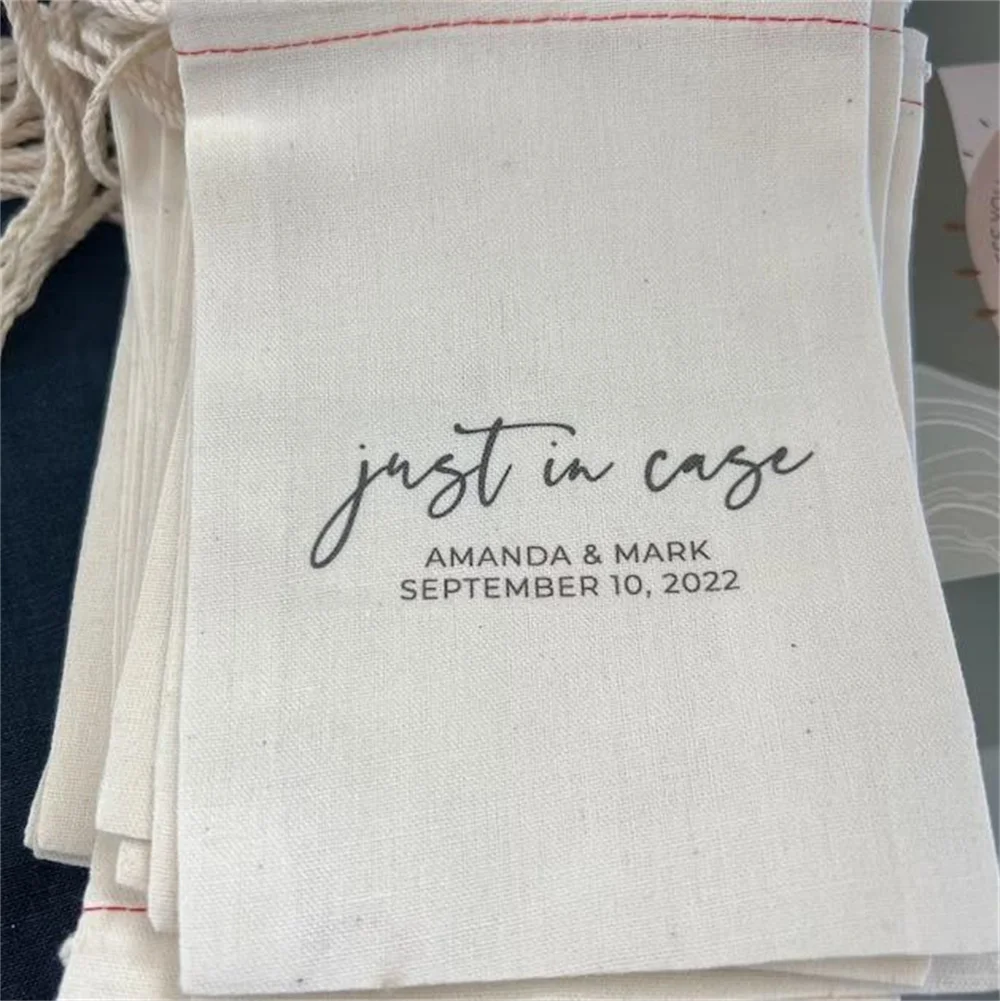 just in case
AMANDA & MARK
SEPTEMBER 10, 2022